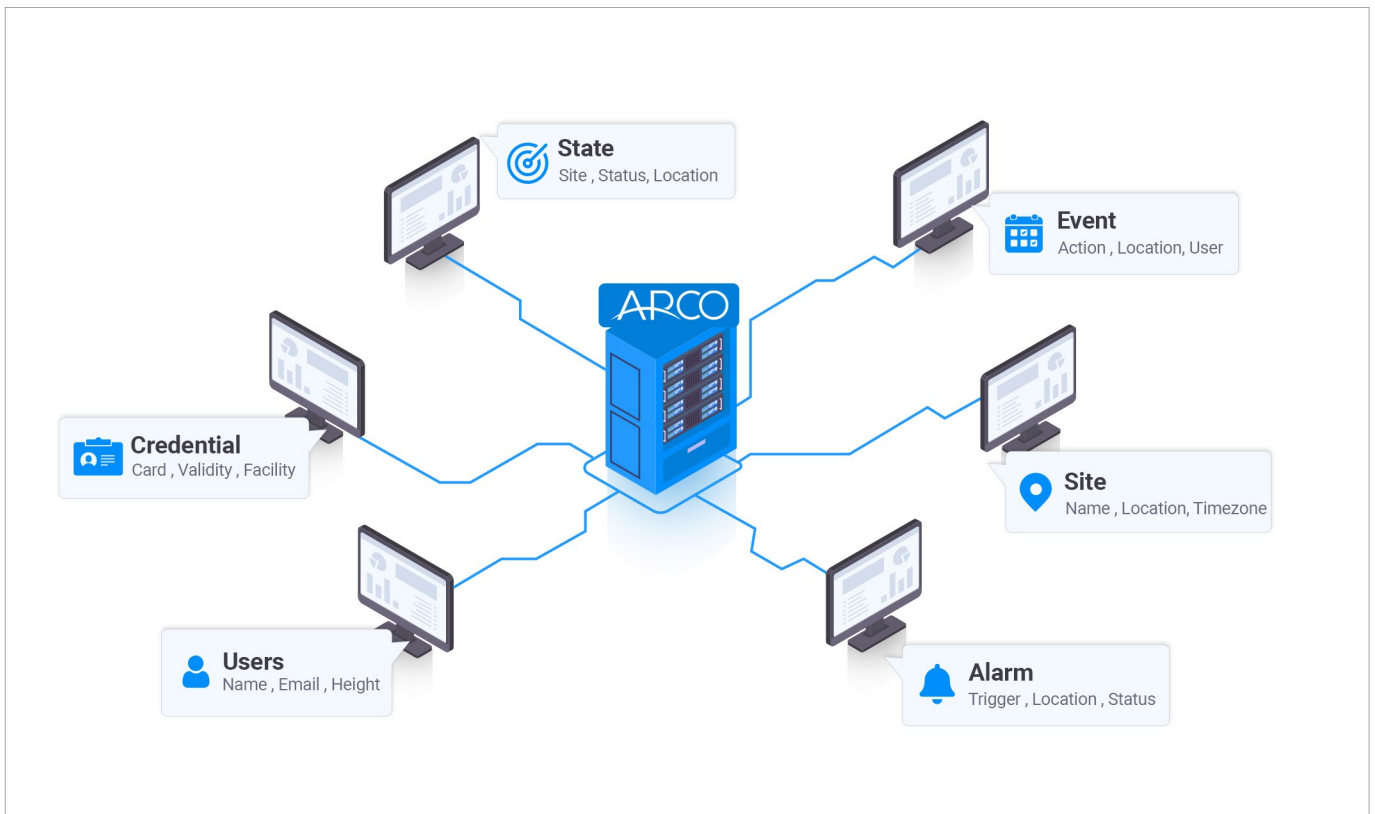 State
Site , Status, Location
Event
Action , Location, User
ARCO
Credential
Card , Validity , Facility
Site
Name , Location, Timezone
Users
Name , Email , Height
Alarm
Trigger , Location , Status